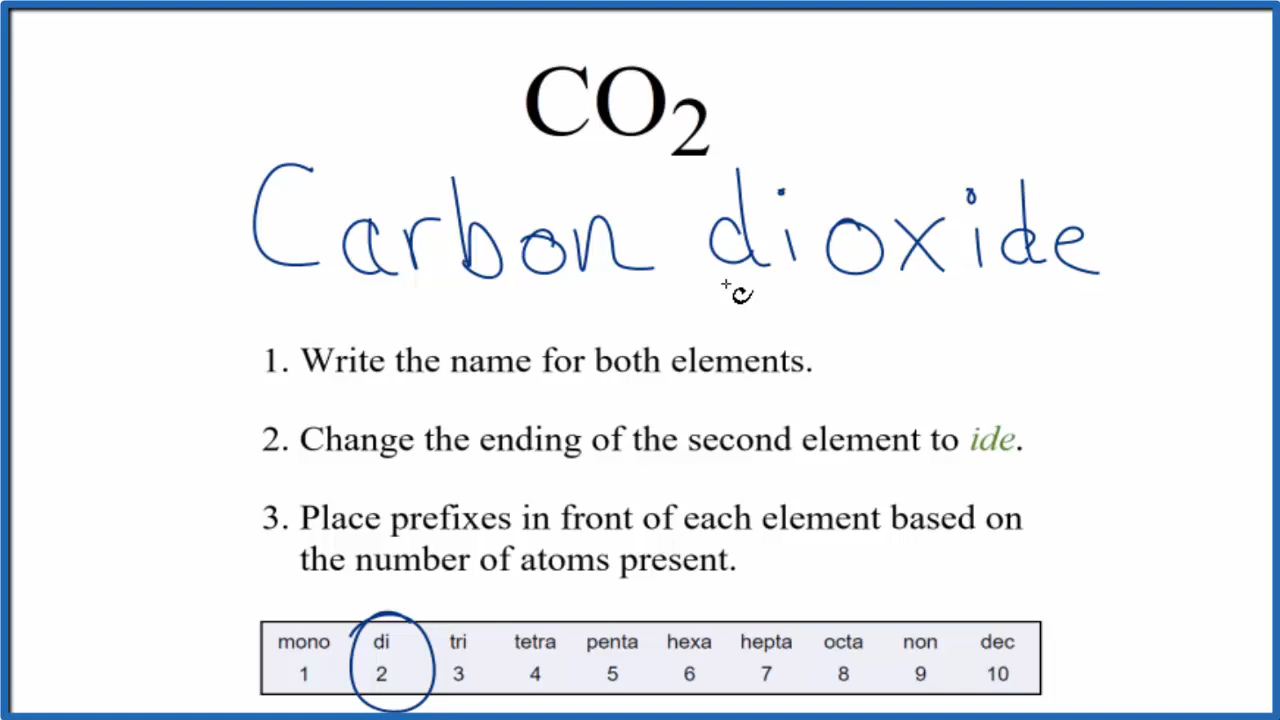 CO₂
Carbon dioxide
1. Write the name for both elements.
2. Change the ending of the second element to ide.
3. Place prefixes in front of each element based on
the number of atoms present.
mono di tri tetra penta hexa hepta octa non dec
1 2 3 4 5 6 7 8 9 10